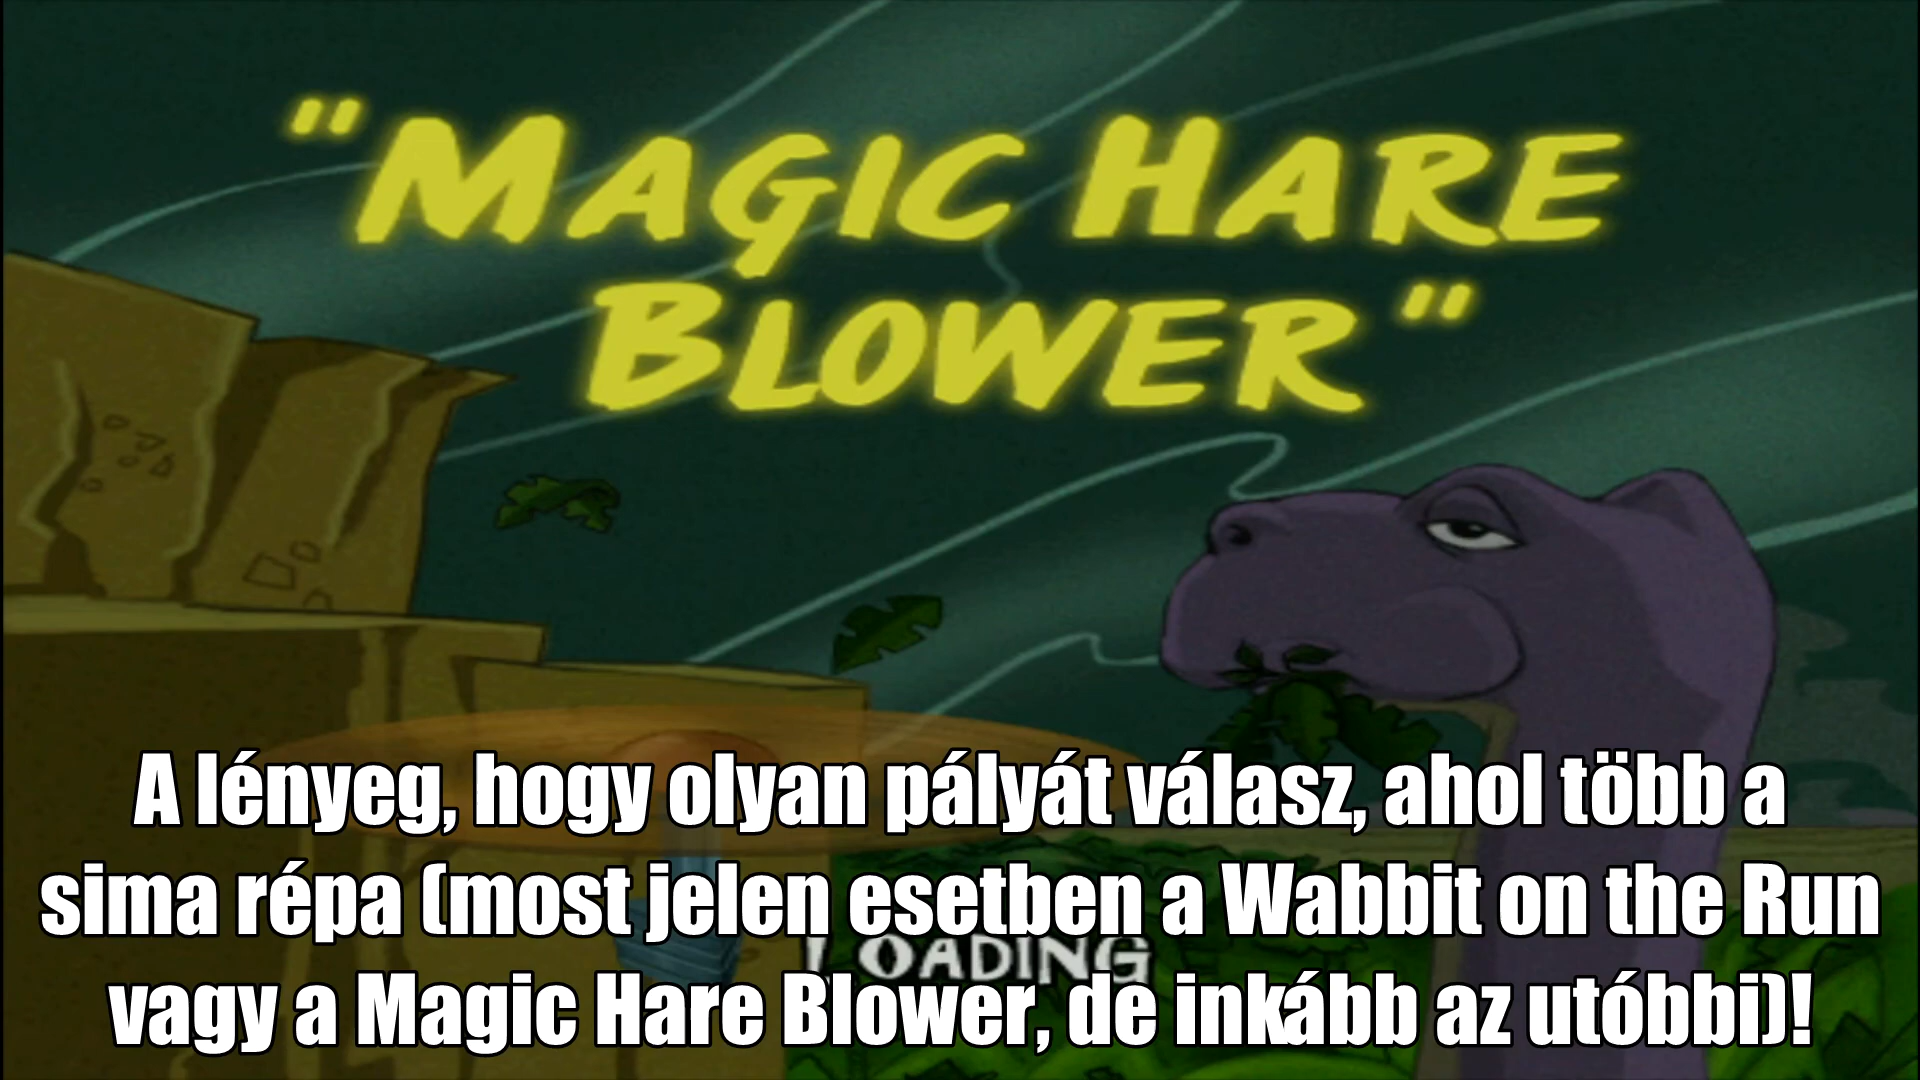 "MAGIC HARE
BLOWER"
A lényeg, hogy olyan pályát válasz, ahol több a
sima répa (most jelen esetben a Wabbit on the Run
LOADING
vagy a Magic Hare Blower, de inkább az utóbbi)!